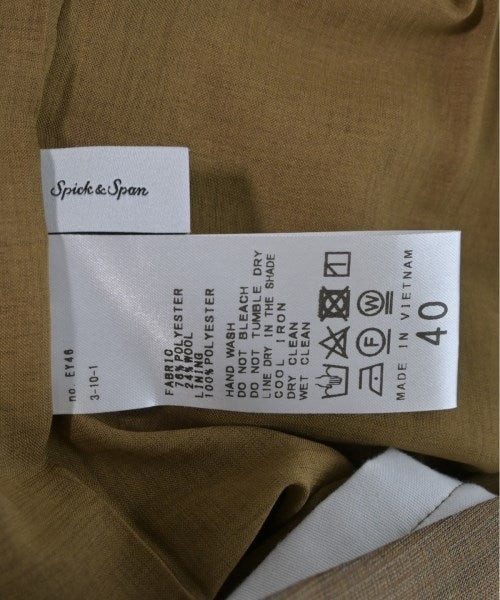 Spick & Span
no. EY46
3-10-1
FABRIC
76%POLYESTER
24%WOOL
LINING
100%POLYESTER
HAND WASH
DO NOT BLEACH
DO NOT TUMBLE DRY
LINE DRY IN THE SHADE
COOL IRON
DRY CLEAN
WET CLEAN
F W
MADE IN VIETNAM
40